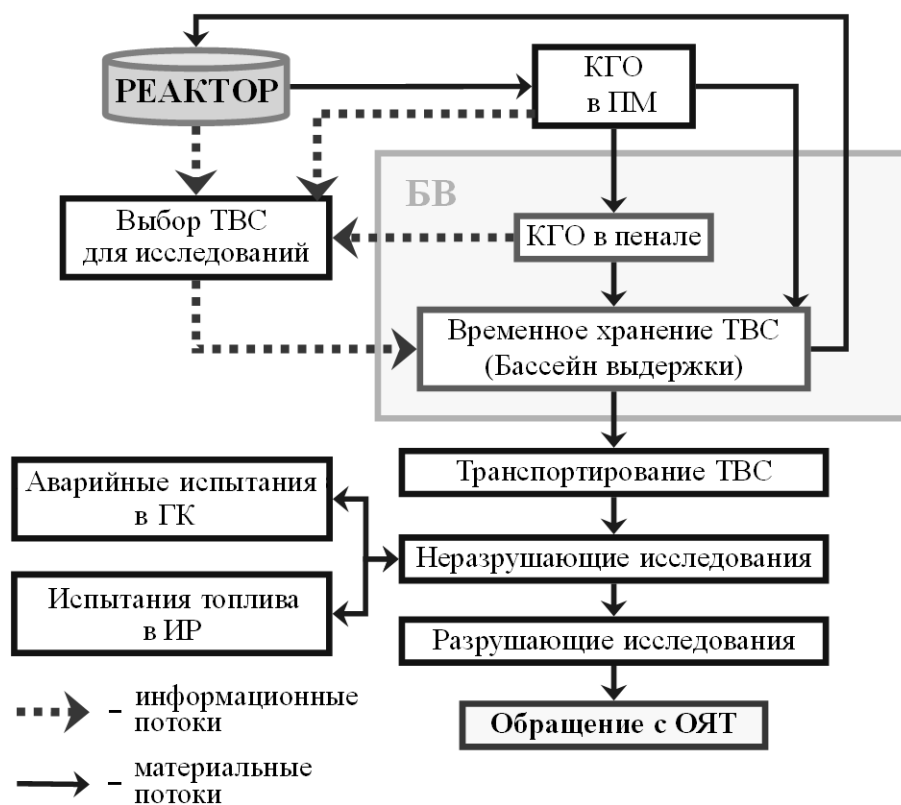 РЕАКТОР
КГО
в ПМ
БВ
Выбор ТВС
для исследований
КГО в пенале
Временное хранение ТВС
(Бассейн выдержки)
Транспортирование ТВС
Аварийные испытания
в ГК
Неразрушающие исследования
Испытания топлива
в ИР
Разрушающие исследования
Обращение с ОЯТ
– информационные
потоки
– материальные
потоки